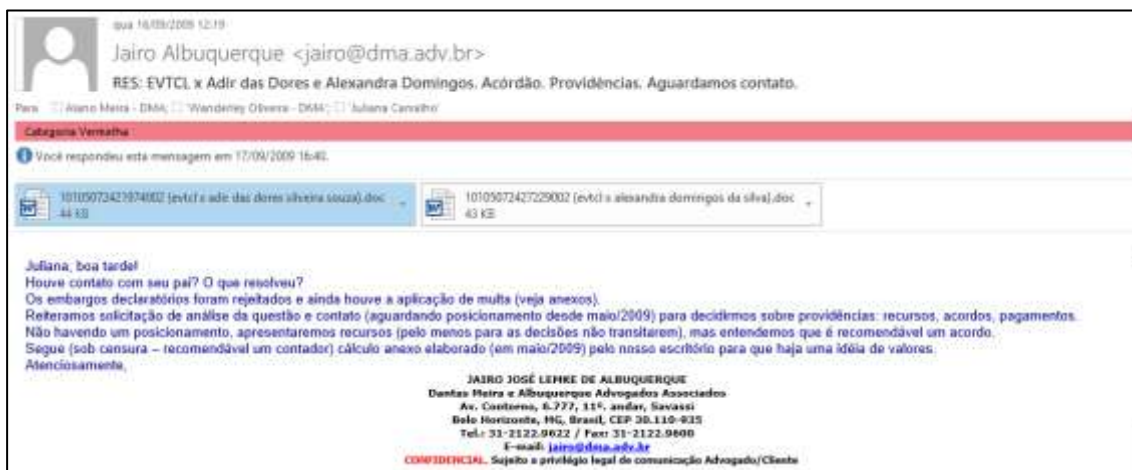 qua 16/09/2009 12:19
Jairo Albuquerque <jairo@dma.adv.br>
RES: EVTCL x Adir das Dores e Alexandra Domingos. Acórdão. Providências. Aguardamos contato.
Para Alano Meira - DMA; 'Wanderley Oliveira - DMA'; 'Juliana Carvalho'
Categoria Vermelha
Você respondeu esta mensagem em 17/09/2009 16:40.
(evtcl x adir das dores silveira souza).doc
44 KB
10105072427229002 (evtcl x alexandra domingos da silva).doc
43 KB
Juliana, boa tarde!
Houve contato com seu pai? O que resolveu?
Os embargos declaratórios foram rejeitados e ainda houve a aplicação de multa (veja anexos).
Reiteramos solicitação de análise da questão e contato (aguardando posicionamento desde maio/2009) para decidirmos sobre providências: recursos, acordos, pagamentos.
Não havendo um posicionamento, apresentaremos recursos (pelo menos para as decisões não transitarem), mas entendemos que é recomendável um acordo.
Segue (sob censura – recomendável um contador) cálculo anexo elaborado (em maio/2009) pelo nosso escritório para que haja uma idéia de valores.
Atenciosamente,
JAIRO JOSÉ LEMKE DE ALBUQUERQUE
Dantas Meira e Albuquerque Advogados Associados
Av. Contorno, 6.777, 11º. andar, Savassi
Belo Horizonte, MG, Brasil, CEP 30.110-935
Tel.: 31-2122.9622 / Fax: 31-2122.9600
E-mail: jairo@dma.adv.br
CONFIDENCIAL. Sujeito a privilégio legal de comunicação Advogado/Cliente